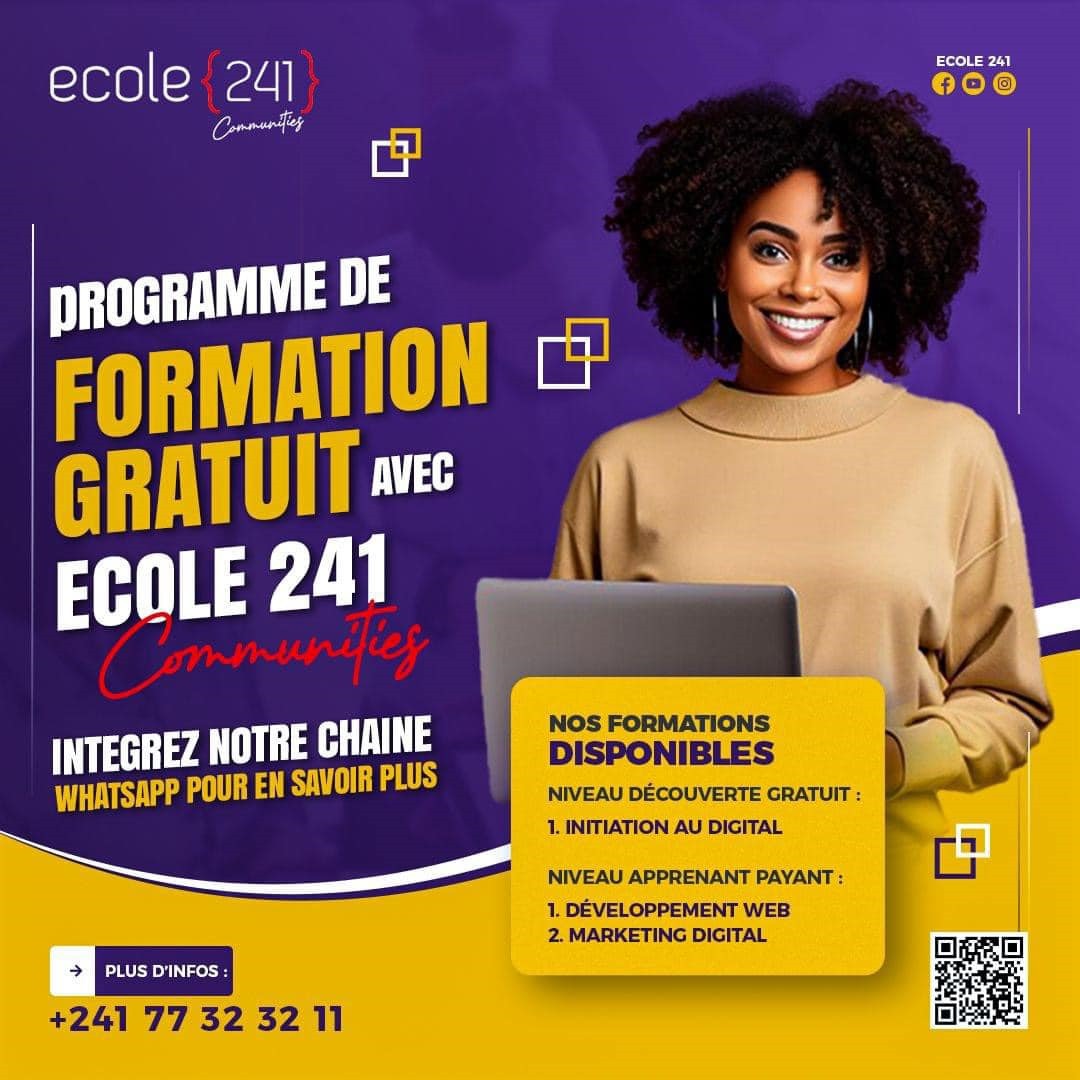 ecole {241}
Communities
ECOLE 241
PROGRAMME DE
FORMATION
GRATUIT AVEC
ECOLE 241
Communities
INTEGREZ NOTRE CHAINE
WHATSAPP POUR EN SAVOIR PLUS
NOS FORMATIONS
DISPONIBLES
NIVEAU DÉCOUVERTE GRATUIT :
1. INITIATION AU DIGITAL
NIVEAU APPRENANT PAYANT :
1. DÉVELOPPEMENT WEB
2. MARKETING DIGITAL
PLUS D'INFOS :
+241 77 32 32 11